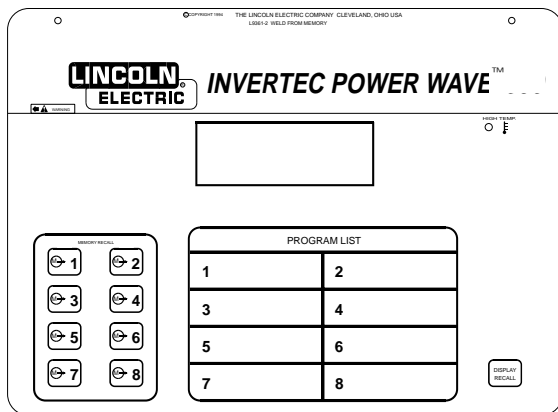 ©COPYRIGHT 1994 THE LINCOLN ELECTRIC COMPANY CLEVELAND, OHIO USA
L9361-2 WELD FROM MEMORY
LINCOLN ®
ELECTRIC
INVERTEC POWER WAVE™
WARNING
HIGH TEMP.
MEMORY RECALL
M 1 M 2
M 3 M 4
M 5 M 6
M 7 M 8
PROGRAM LIST
1 2
3 4
5 6
7 8
DISPLAY
RECALL